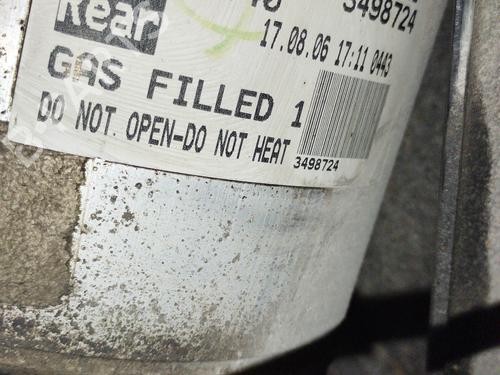 Rear
3498724
17.08.06 17:11 0443
GAS FILLED 1
DO NOT OPEN-DO NOT HEAT
3498724